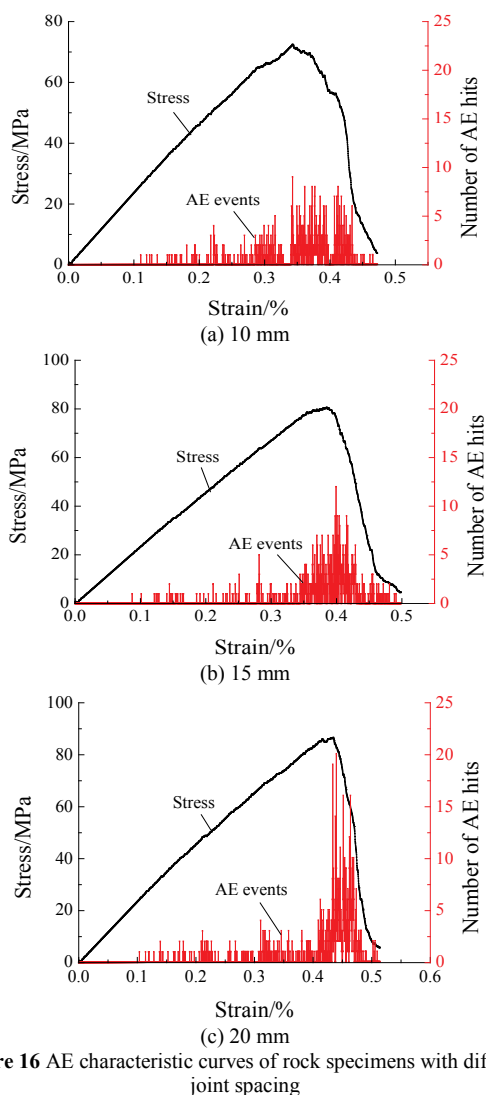 80
60
40
20
0
Stress/MPa
Stress
AE events
25
20
15
10
5
0
Number of AE hits
0.0 0.1 0.2 0.3 0.4 0.5
Strain/%
(a) 10 mm
100
80
60
40
20
0
Stress/MPa
Stress
AE events
25
20
15
10
5
0
Number of AE hits
0.0 0.1 0.2 0.3 0.4 0.5
Strain/%
(b) 15 mm
100
80
60
40
20
0
Stress/MPa
Stress
AE events
25
20
15
10
5
0
Number of AE hits
0.0 0.1 0.2 0.3 0.4 0.5 0.6
Strain/%
(c) 20 mm
re 16 AE characteristic curves of rock specimens with dif
joint spacing